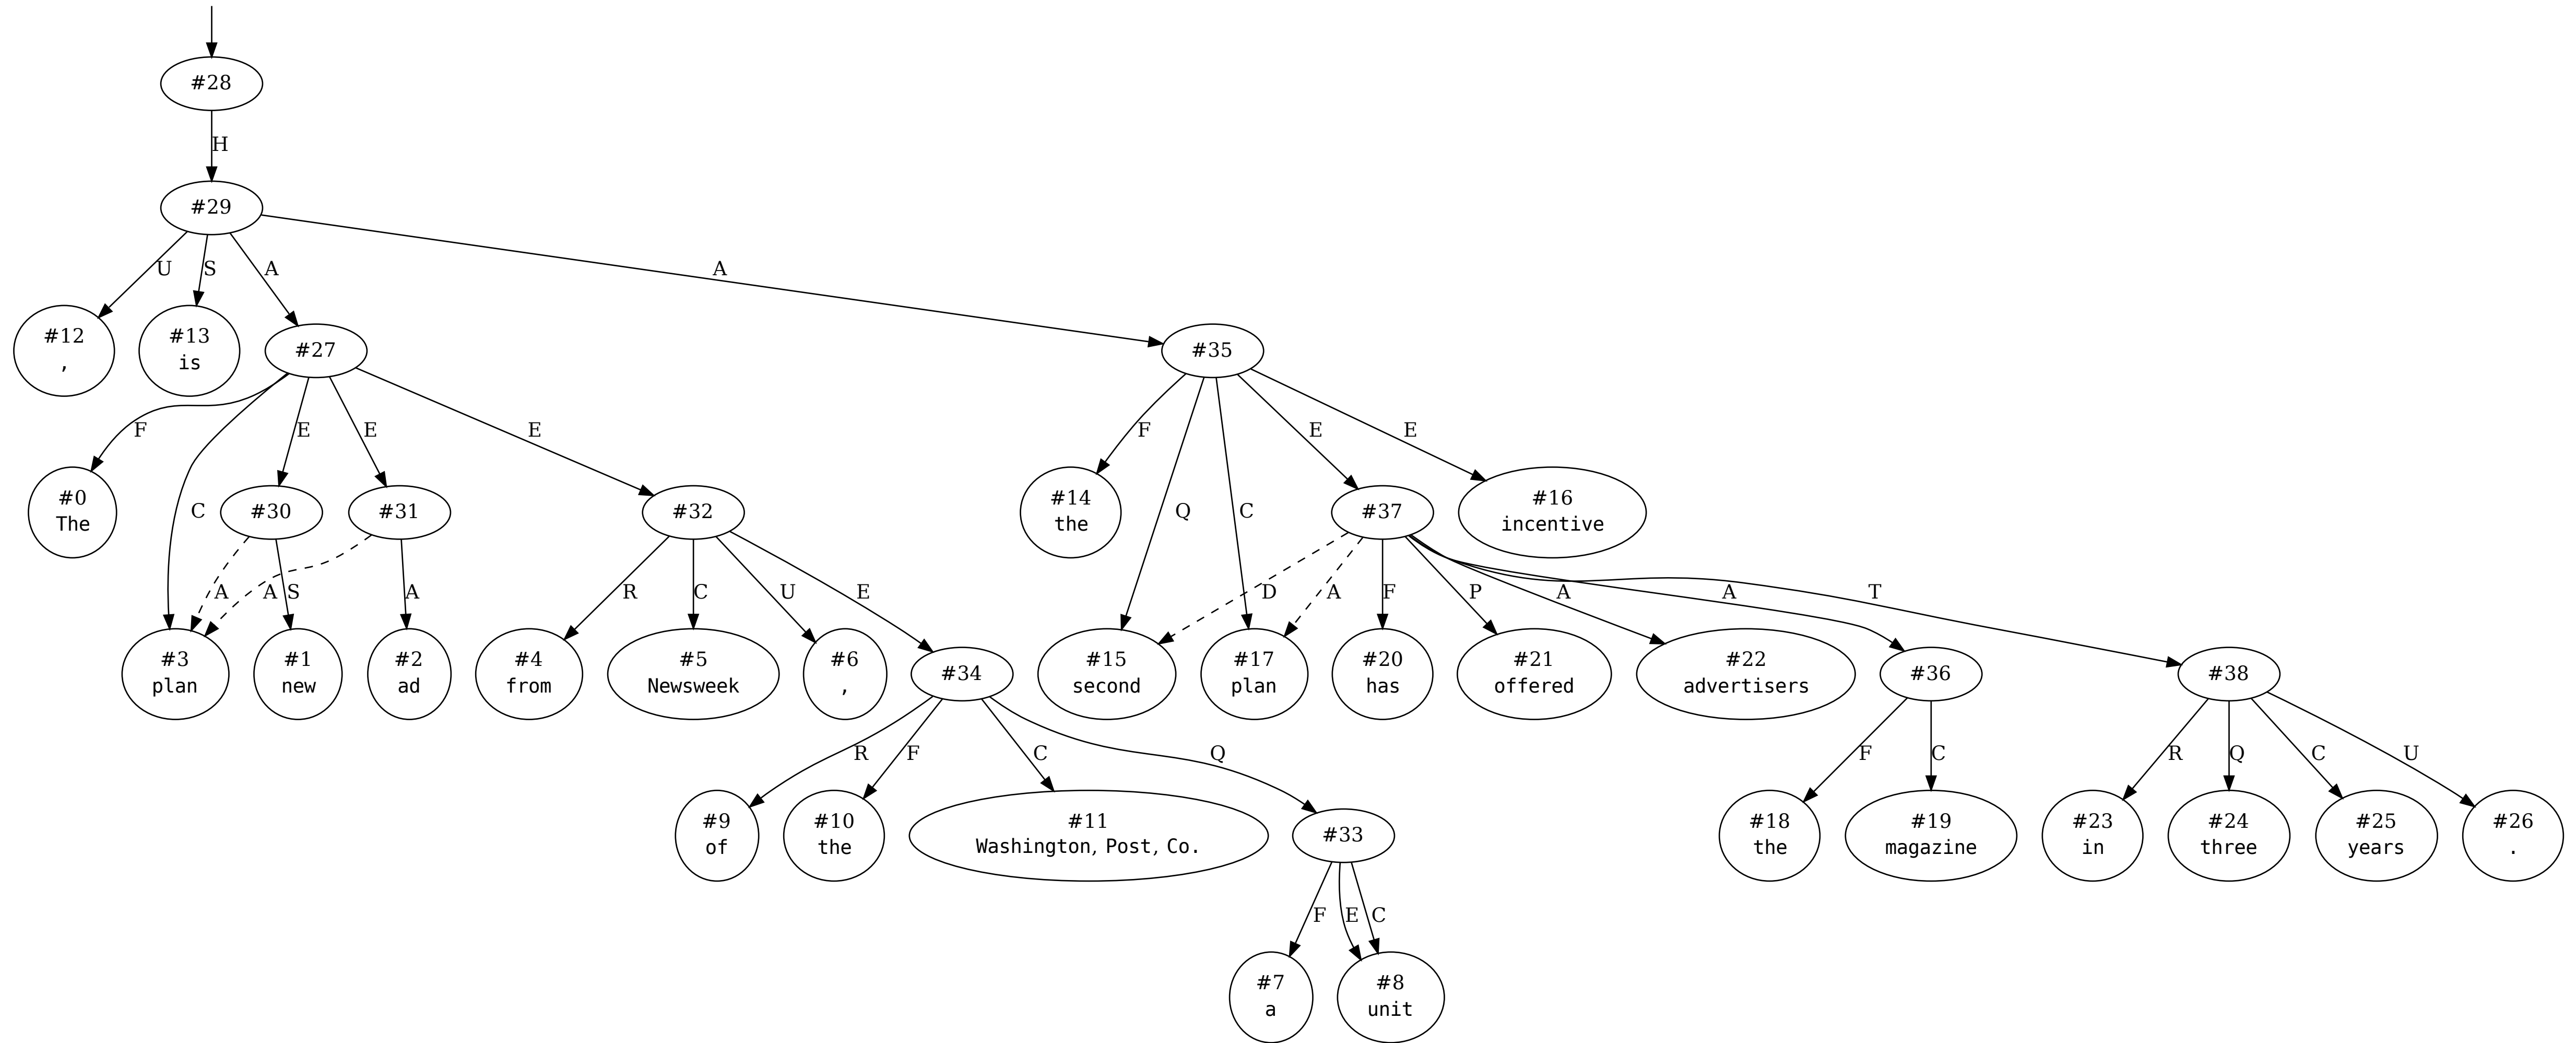 #28
H
#29
U S A A
#12
,
#13
is
#27
#35
F C E E E
F Q C E E
#0
The
#30
#31
#32
#14
the
#37
#16
incentive
A S A A
R C U E
D A F P A A T
#3
plan
#1
new
#2
ad
#4
from
#5
Newsweek
#6
,
#34
#15
second
#17
plan
#20
has
#21
offered
#22
advertisers
#36
#38
R F C Q
F C
R Q C U
#9
of
#10
the
#11
Washington, Post, Co.
#33
#18
the
#19
magazine
#23
in
#24
three
#25
years
#26
.
F E C
#7
a
#8
unit